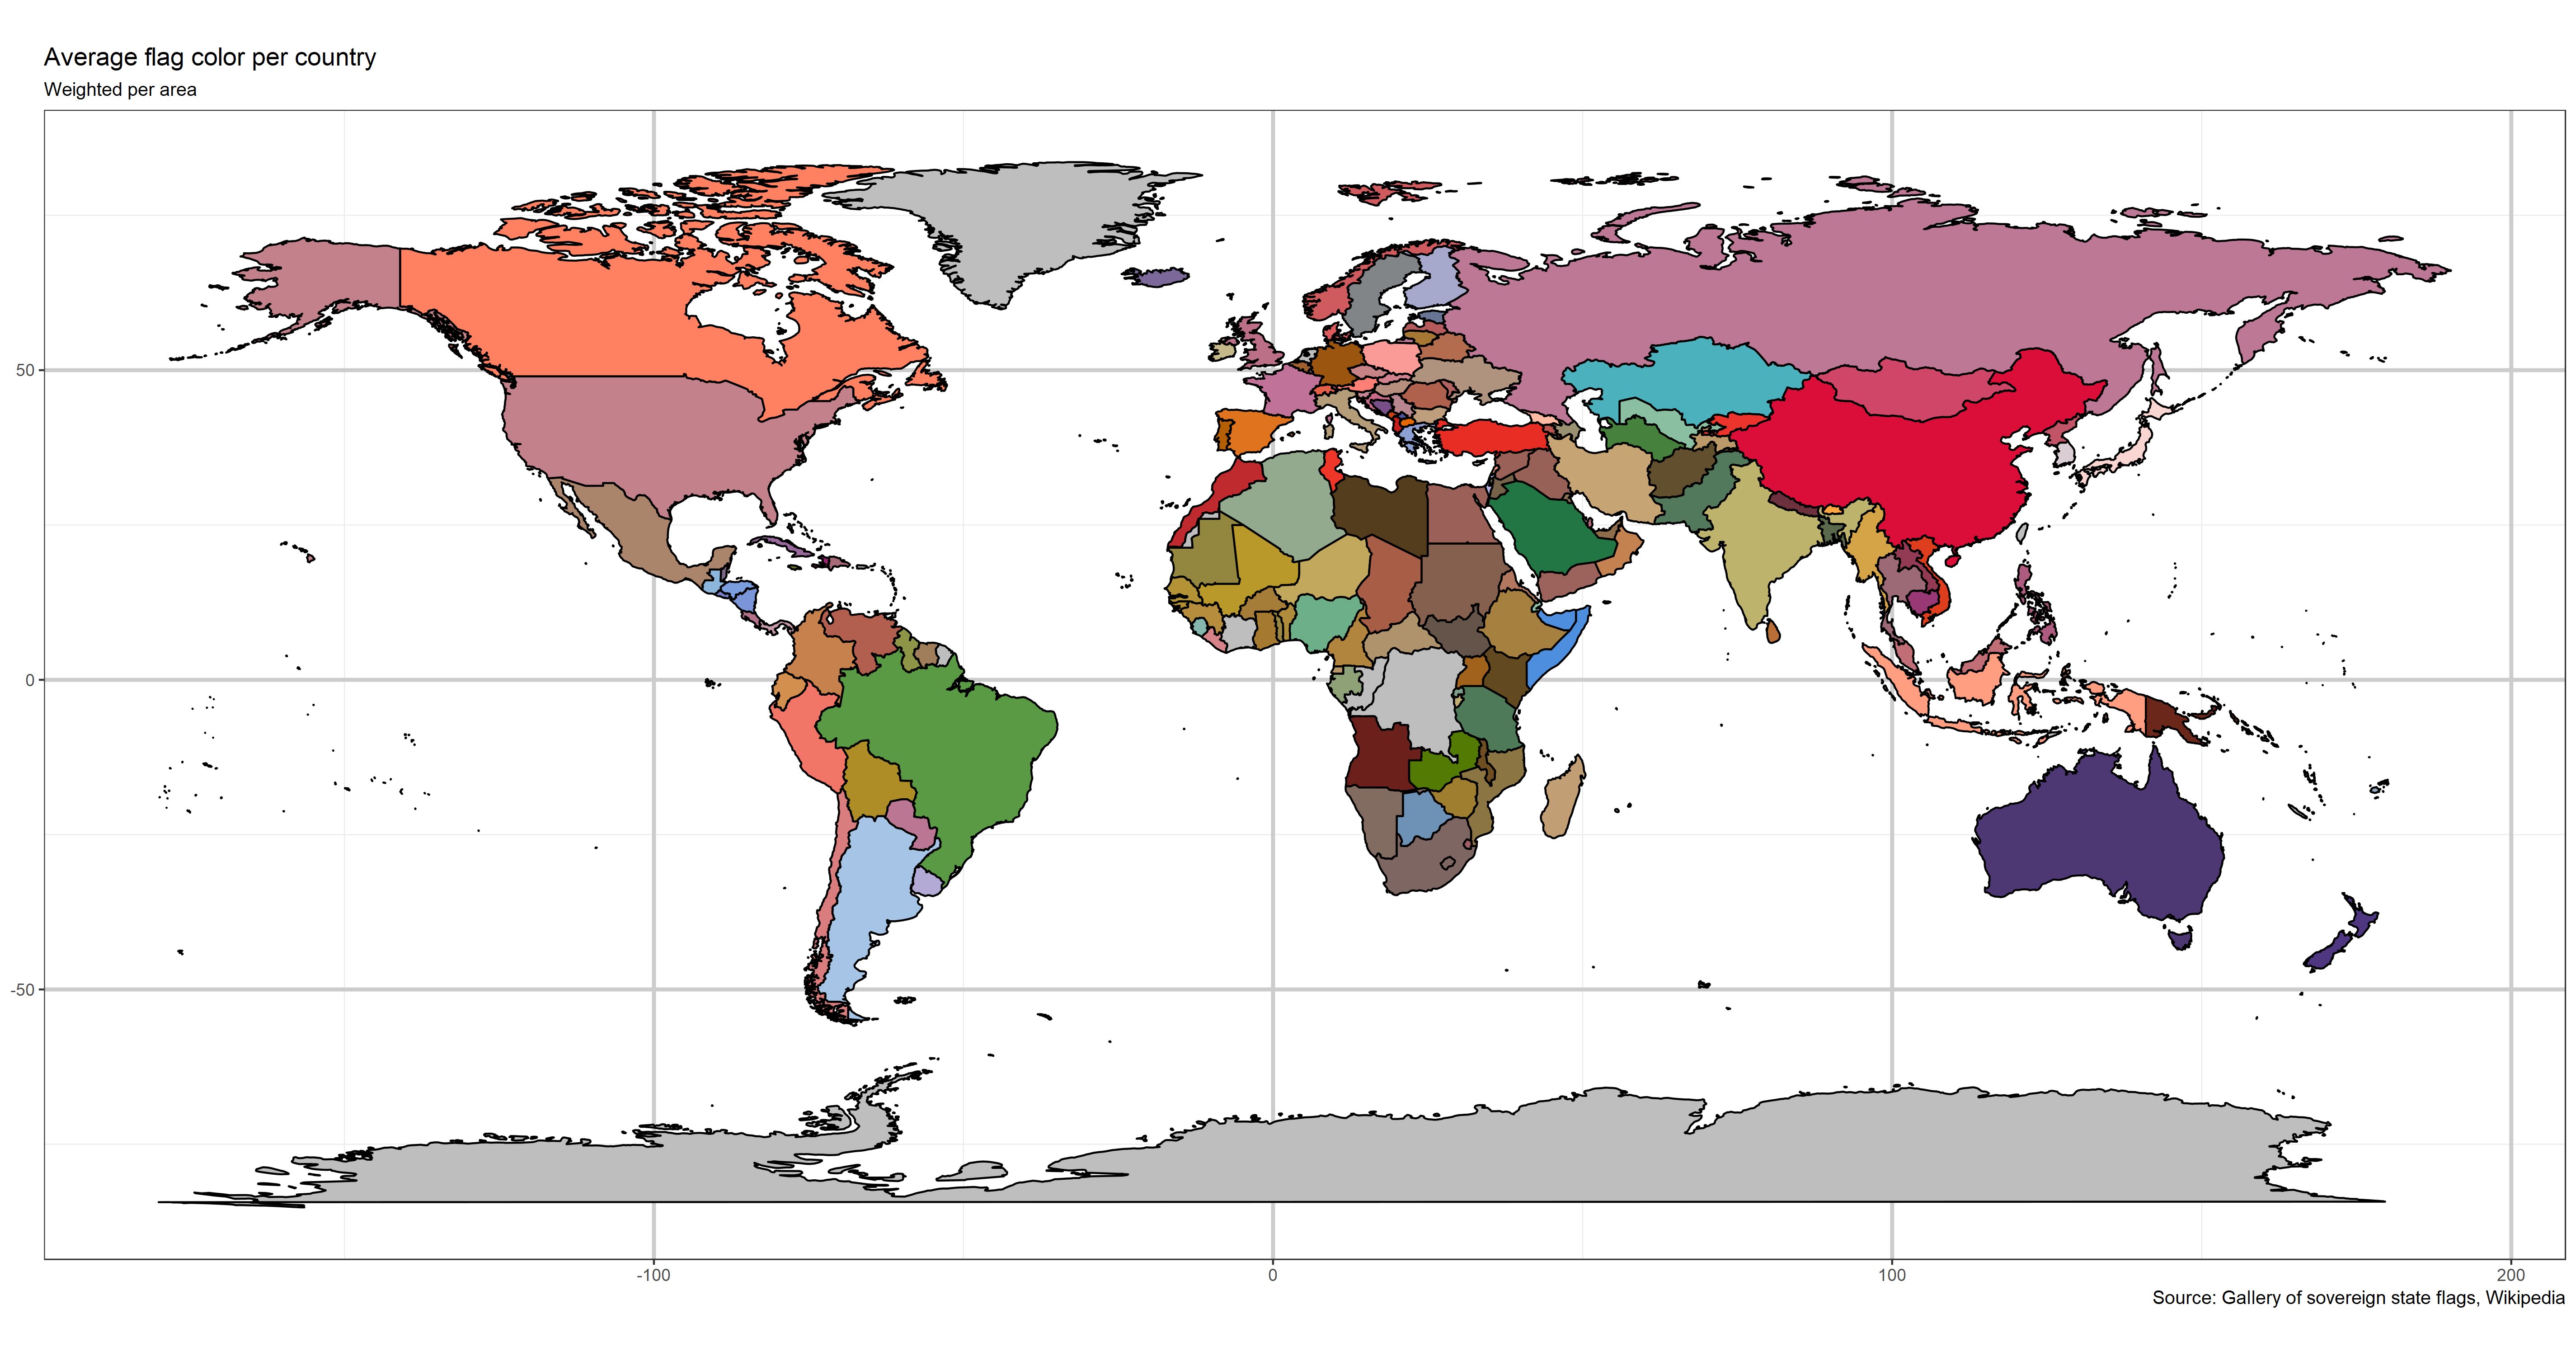 Average flag color per country
Weighted per area
50
0
-50
-100
0
100
200
Source: Gallery of sovereign state flags, Wikipedia